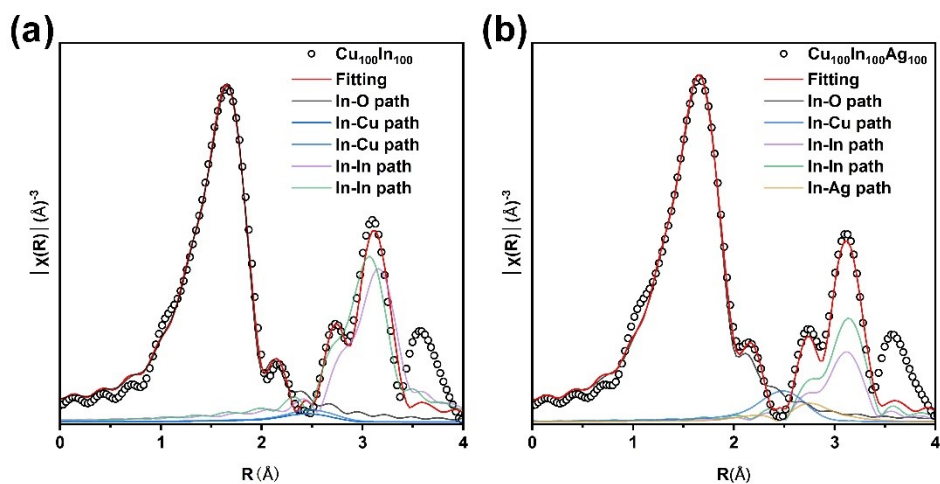 (a)
|χ(R)| (Å)⁻³
Cu₁₀₀In₁₀₀
Fitting
In-O path
In-Cu path
In-Cu path
In-In path
In-In path
0 1 2 3 4
R (Å)
(b)
|χ(R)| (Å)⁻³
Cu₁₀₀In₁₀₀Ag₁₀₀
Fitting
In-O path
In-Cu path
In-In path
In-In path
In-Ag path
0 1 2 3 4
R(Å)